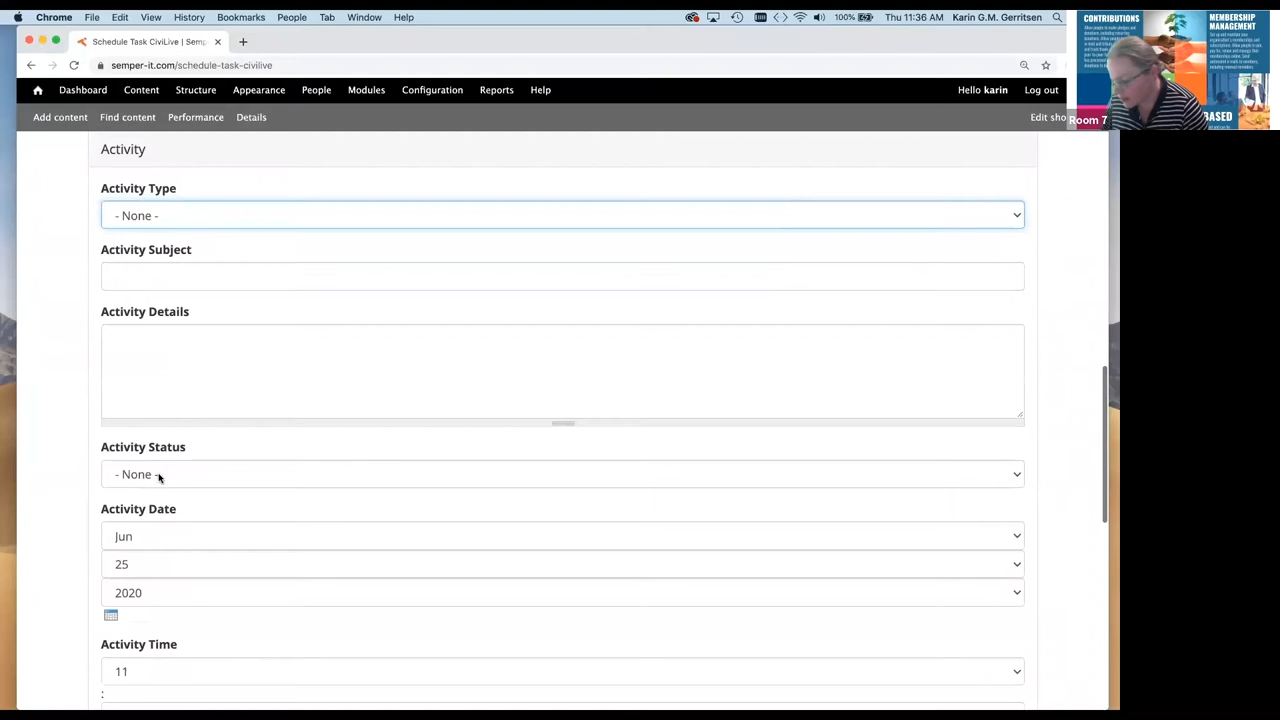 Chrome File Edit View History Bookmarks People Tab Window Help 100% Thu 11:36 AM Karin G.M. Gerritsen
Schedule Task CiviLive | Semp
semper-it.com/schedule-task-civilive
Dashboard Content Structure Appearance People Modules Configuration Reports Help Hello karin Log out
Add content Find content Performance Details Edit sho
CONTRIBUTIONS
MEMBERSHIP
MANAGEMENT
BASED
Room 7
Activity
Activity Type
- None -
Activity Subject
Activity Details
Activity Status
- None -
Activity Date
Jun
25
2020
Activity Time
11
: